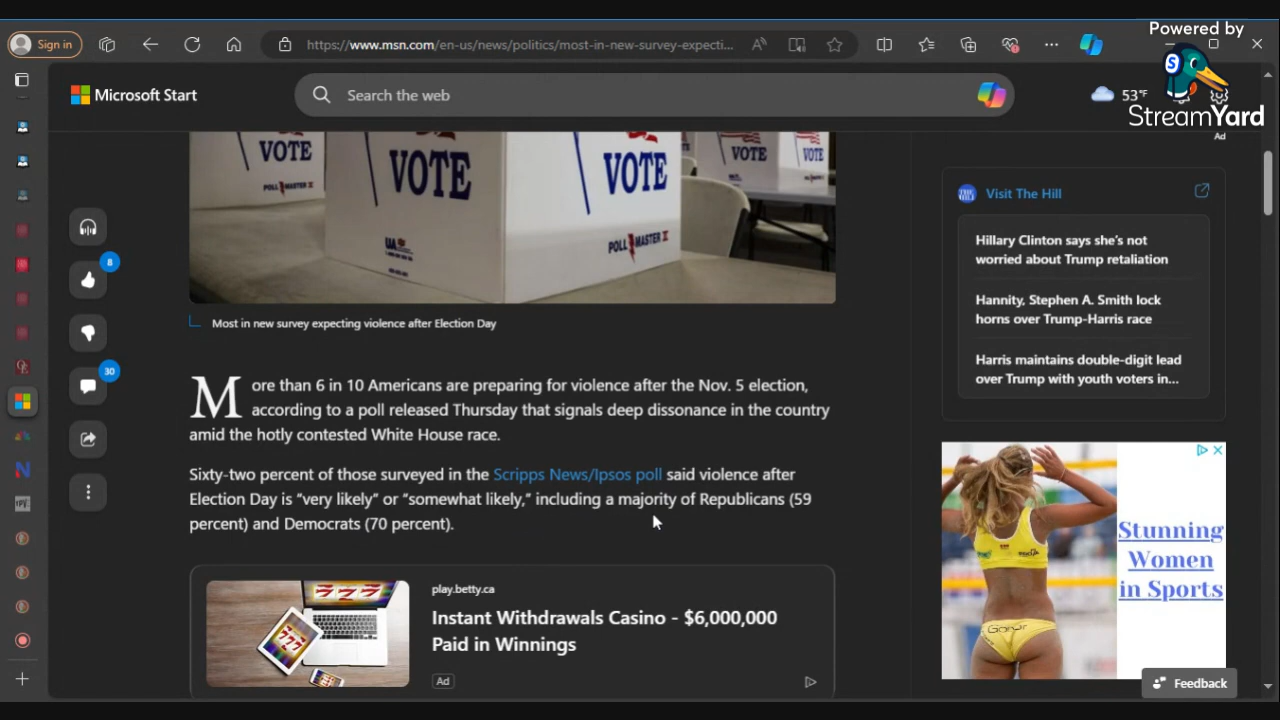 Powered by
StreamYard
Sign in
https://www.msn.com/en-us/news/politics/most-in-new-survey-expecti...
Microsoft Start
Search the web
53°F
Ad
VOTE
VOTE
VOTE
VOTE
VOTE
POLL MASTER II
UA
POLL MASTER II
8
30
Most in new survey expecting violence after Election Day
More than 6 in 10 Americans are preparing for violence after the Nov. 5 election,
according to a poll released Thursday that signals deep dissonance in the country
amid the hotly contested White House race.
Sixty-two percent of those surveyed in the Scripps News/Ipsos poll said violence after
Election Day is “very likely” or “somewhat likely,” including a majority of Republicans (59
percent) and Democrats (70 percent).
play.betty.ca
Instant Withdrawals Casino - $6,000,000
Paid in Winnings
Ad
777
Visit The Hill
Hillary Clinton says she’s not
worried about Trump retaliation
Hannity, Stephen A. Smith lock
horns over Trump-Harris race
Harris maintains double-digit lead
over Trump with youth voters in...
Stunning
Women
in Sports
Feedback